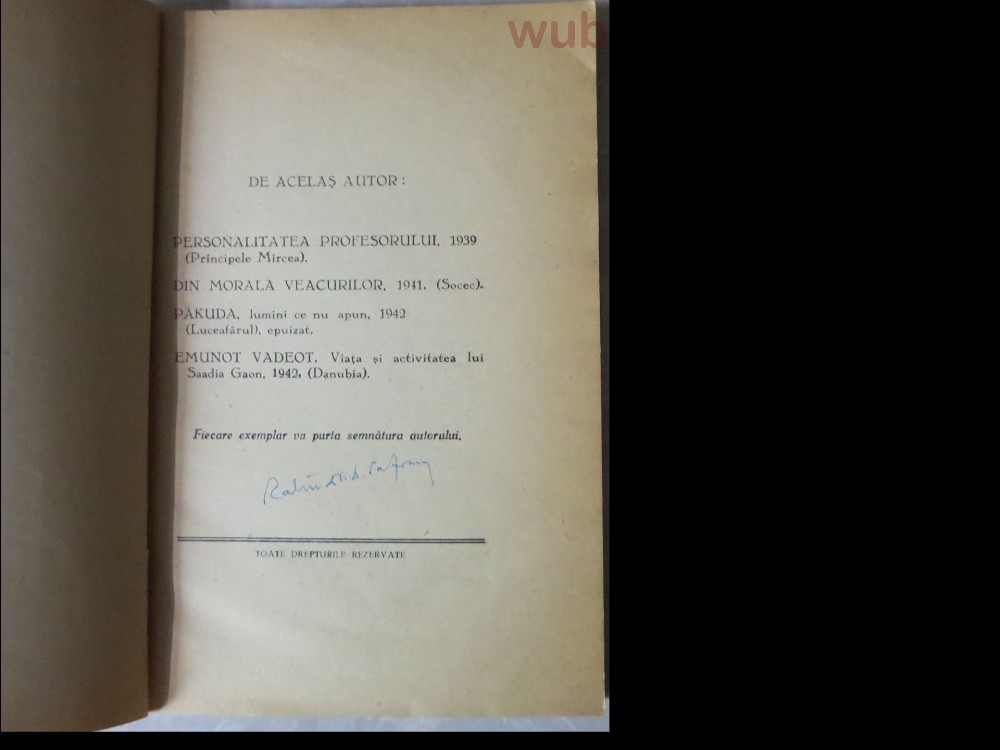 wub
DE ACELAȘ AUTOR:
PERSONALITATEA PROFESORULUI, 1939
(Principele Mircea).
DIN MORALA VEACURILOR, 1941. (Socec).
PAKUDA, lumini ce nu apun, 1942
(Luceafărul), epuizat.
EMUNOT VADEOT. Viața și activitatea lui
Saadia Gaon, 1942, (Danubia).
Fiecare exemplar va purta semnătura autorului.
TOATE DREPTURILE REZERVATE